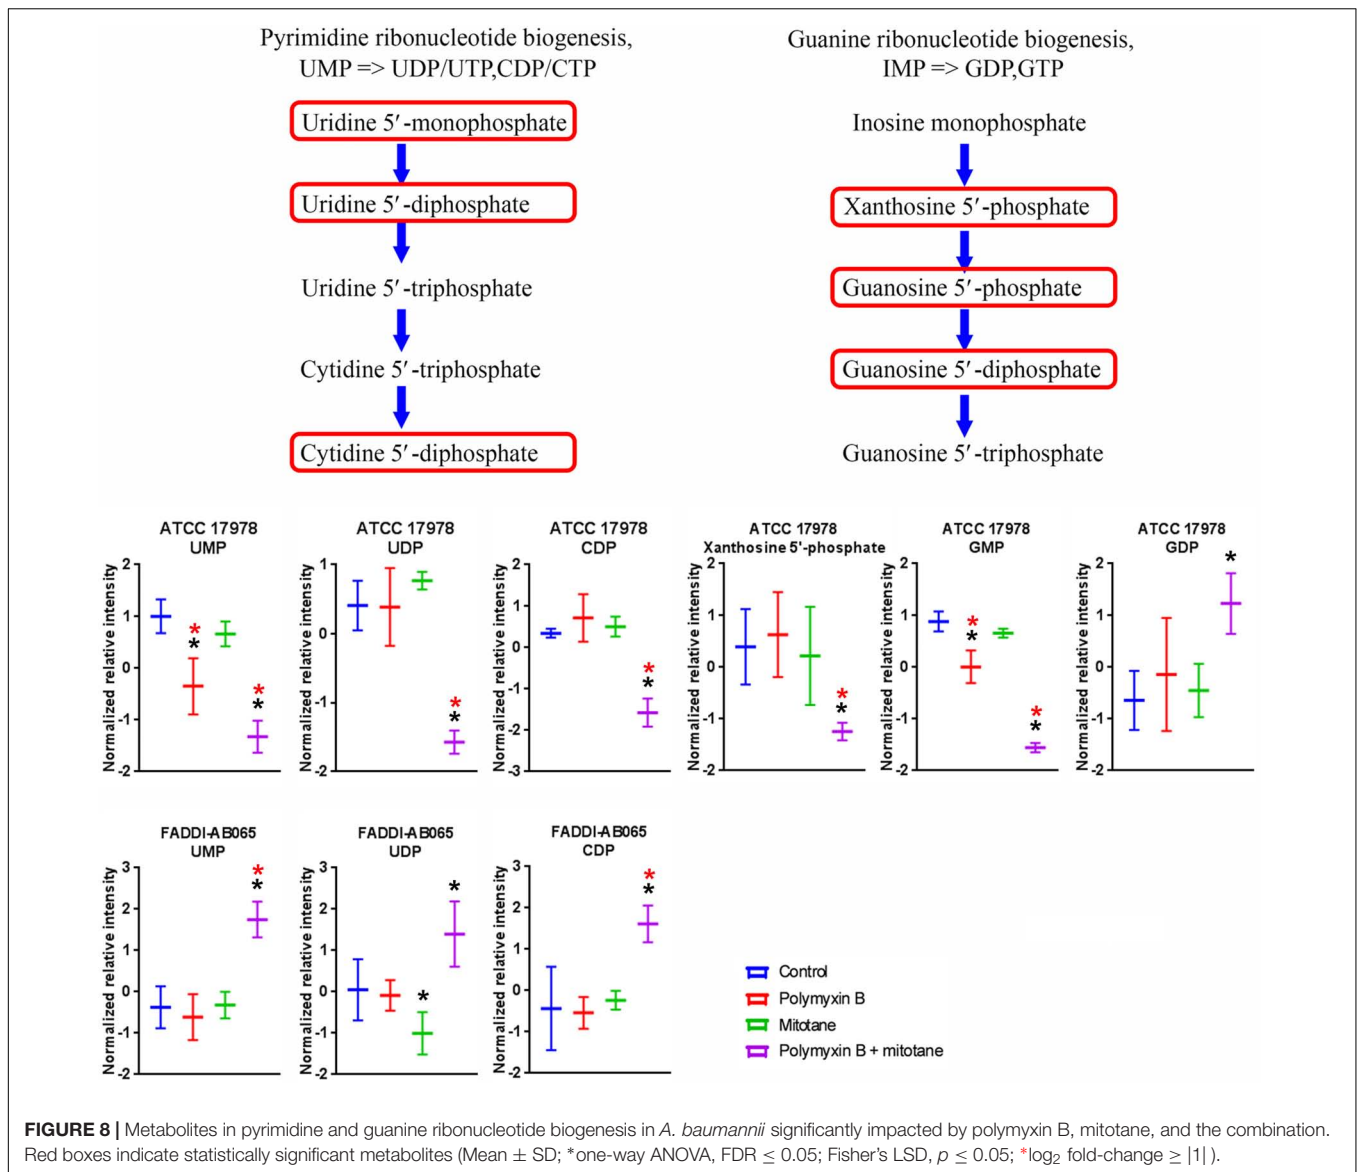 Pyrimidine ribonucleotide biogenesis,
UMP => UDP/UTP,CDP/CTP
Uridine 5′-monophosphate
Uridine 5′-diphosphate
Uridine 5′-triphosphate
Cytidine 5′-triphosphate
Cytidine 5′-diphosphate
Guanine ribonucleotide biogenesis,
IMP => GDP,GTP
Inosine monophosphate
Xanthosine 5′-phosphate
Guanosine 5′-phosphate
Guanosine 5′-diphosphate
Guanosine 5′-triphosphate
ATCC 17978
UMP
Normalized relative intensity
2
1
0
-1
-2
*
*
*
*
ATCC 17978
UDP
Normalized relative intensity
1
0
-1
-2
*
*
ATCC 17978
CDP
Normalized relative intensity
2
1
0
-1
-2
-3
*
*
ATCC 17978
Xanthosine 5'-phosphate
Normalized relative intensity
2
1
0
-1
-2
*
*
ATCC 17978
GMP
Normalized relative intensity
2
1
0
-1
-2
*
*
*
*
ATCC 17978
GDP
Normalized relative intensity
2
1
0
-1
-2
*
FADDI-AB065
UMP
Normalized relative intensity
3
2
1
0
-1
-2
*
*
FADDI-AB065
UDP
Normalized relative intensity
3
2
1
0
-1
-2
*
*
FADDI-AB065
CDP
Normalized relative intensity
3
2
1
0
-1
-2
*
*
Control
Polymyxin B
Mitotane
Polymyxin B + mitotane
FIGURE 8 | Metabolites in pyrimidine and guanine ribonucleotide biogenesis in A. baumannii significantly impacted by polymyxin B, mitotane, and the combination.
Red boxes indicate statistically significant metabolites (Mean ± SD; *one-way ANOVA, FDR ≤ 0.05; Fisher's LSD, p ≤ 0.05; *log₂ fold-change ≥ |1| ).